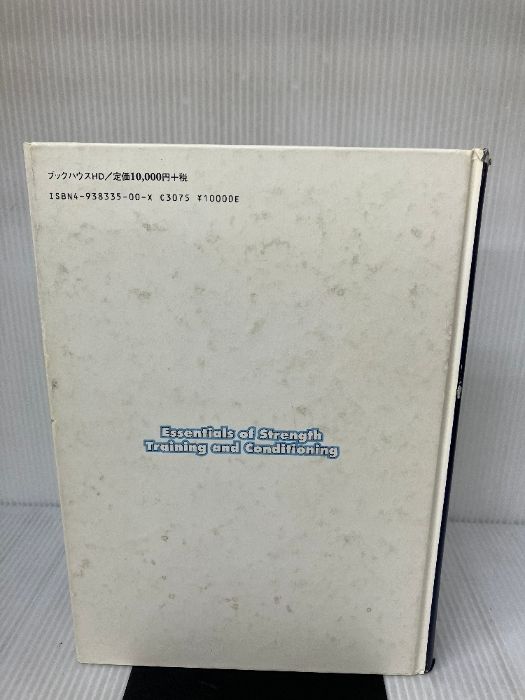 ブックハウスHD／定価10,000円+税
ISBN4-938335-00-X C3075 ¥10000E
Essentials of Strength
Training and Conditioning